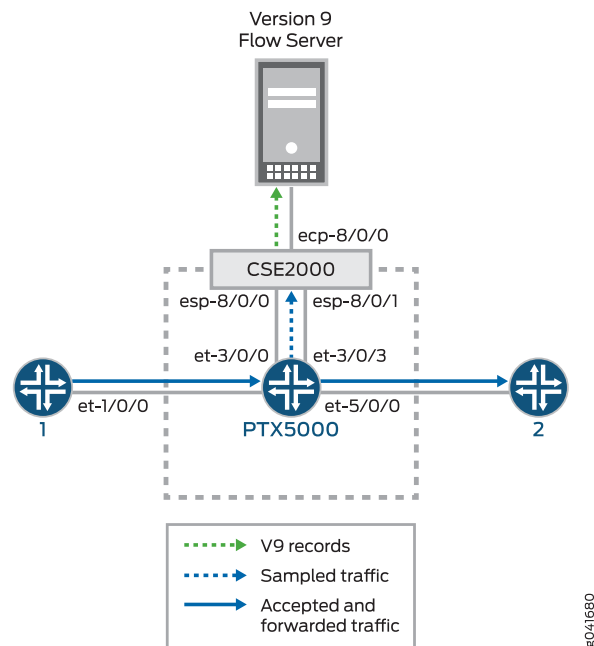 Version 9
Flow Server
ecp-8/0/0
CSE2000
esp-8/0/0
esp-8/0/1
et-3/0/0
et-3/0/3
et-1/0/0
et-5/0/0
1
PTX5000
2
V9 records
Sampled traffic
Accepted and
forwarded traffic
g041680